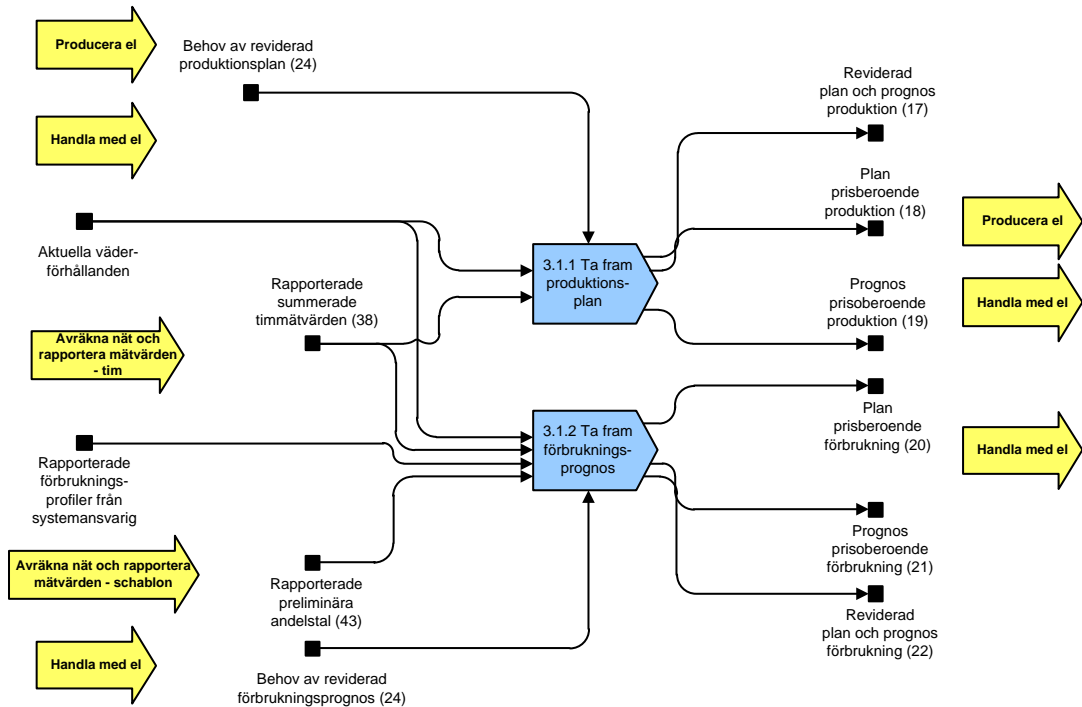 Producera el
Behov av reviderad
produktionsplan (24)
Handla med el
Aktuella väder-
förhållanden
Rapporterade
summerade
timmätvärden (38)
Avräkna nät och
rapportera mätvärden
- tim
Rapporterade
förbruknings-
profiler från
systemansvarig
Avräkna nät och rapportera
mätvärden - schablon
Rapporterade
preliminära
andelstal (43)
Handla med el
Behov av reviderad
förbrukningsprognos (24)
3.1.1 Ta fram
produktions-
plan
3.1.2 Ta fram
förbruknings-
prognos
Reviderad
plan och prognos
produktion (17)
Plan
prisberoende
produktion (18)
Prognos
prisoberoende
produktion (19)
Plan
prisberoende
förbrukning (20)
Prognos
prisoberoende
förbrukning (21)
Reviderad
plan och prognos
förbrukning (22)
Producera el
Handla med el
Handla med el